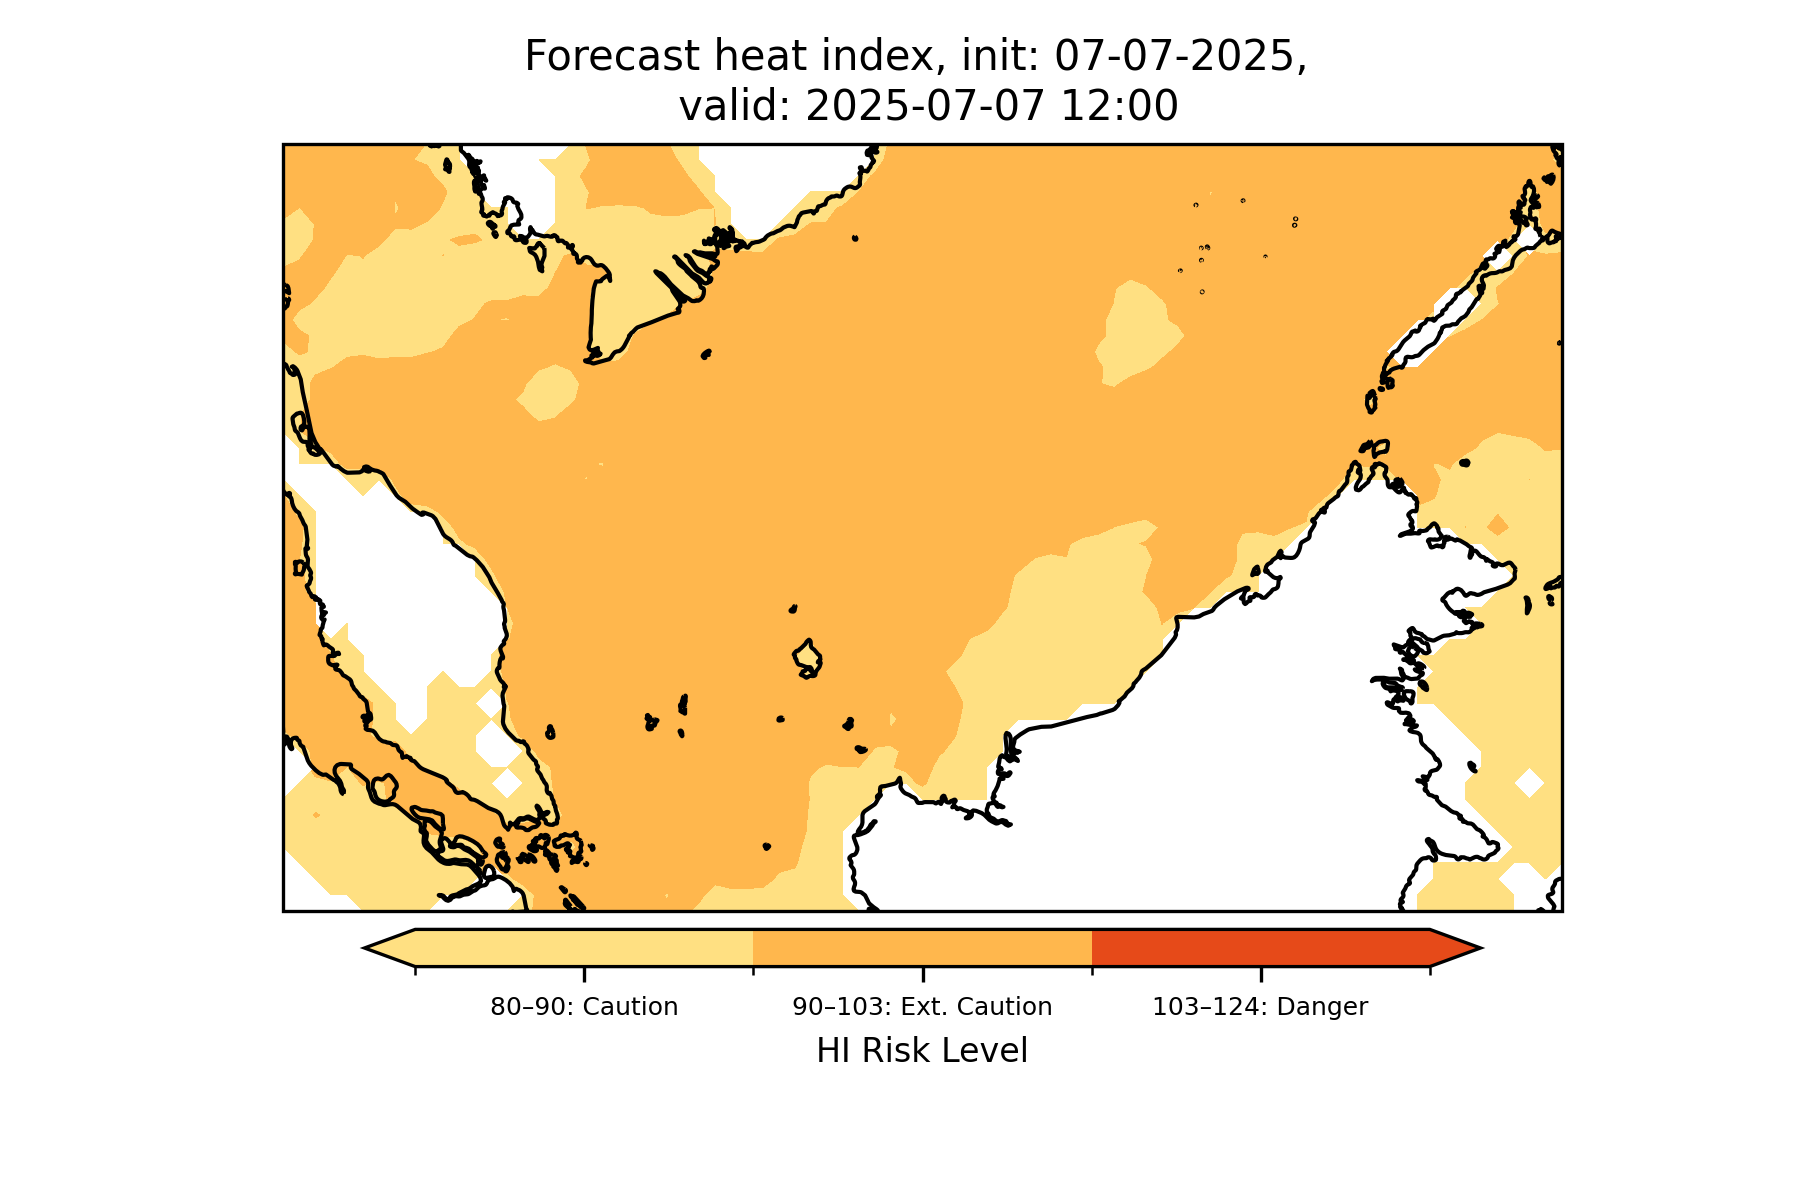 Forecast heat index, init: 07-07-2025,
valid: 2025-07-07 12:00
80–90: Caution
90–103: Ext. Caution
103–124: Danger
HI Risk Level